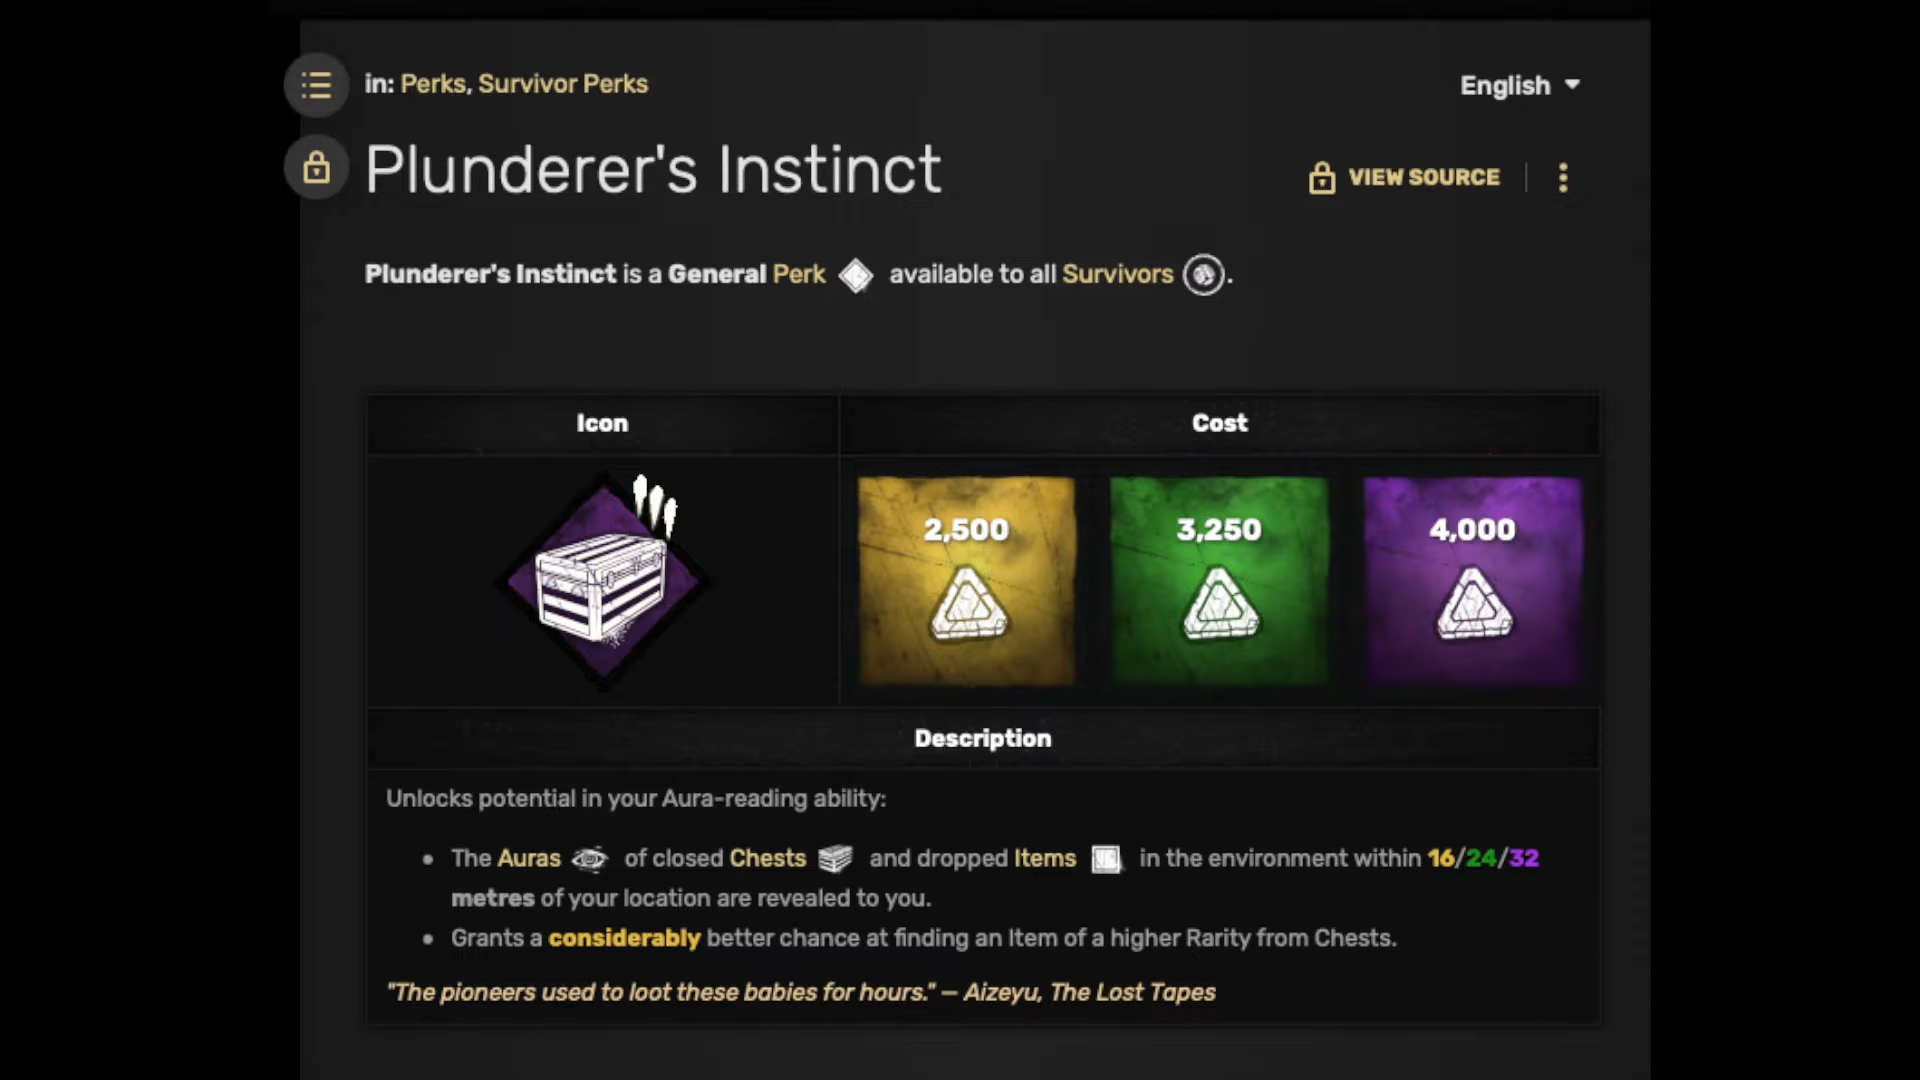 in: Perks, Survivor Perks
English
Plunderer's Instinct
VIEW SOURCE
Plunderer's Instinct is a General Perk available to all Survivors.
Icon
Cost
2,500
3,250
4,000
Description
Unlocks potential in your Aura-reading ability:
The Auras of closed Chests and dropped Items in the environment within 16/24/32
metres of your location are revealed to you.
Grants a considerably better chance at finding an Item of a higher Rarity from Chests.
"The pioneers used to loot these babies for hours." — Aizeyu, The Lost Tapes